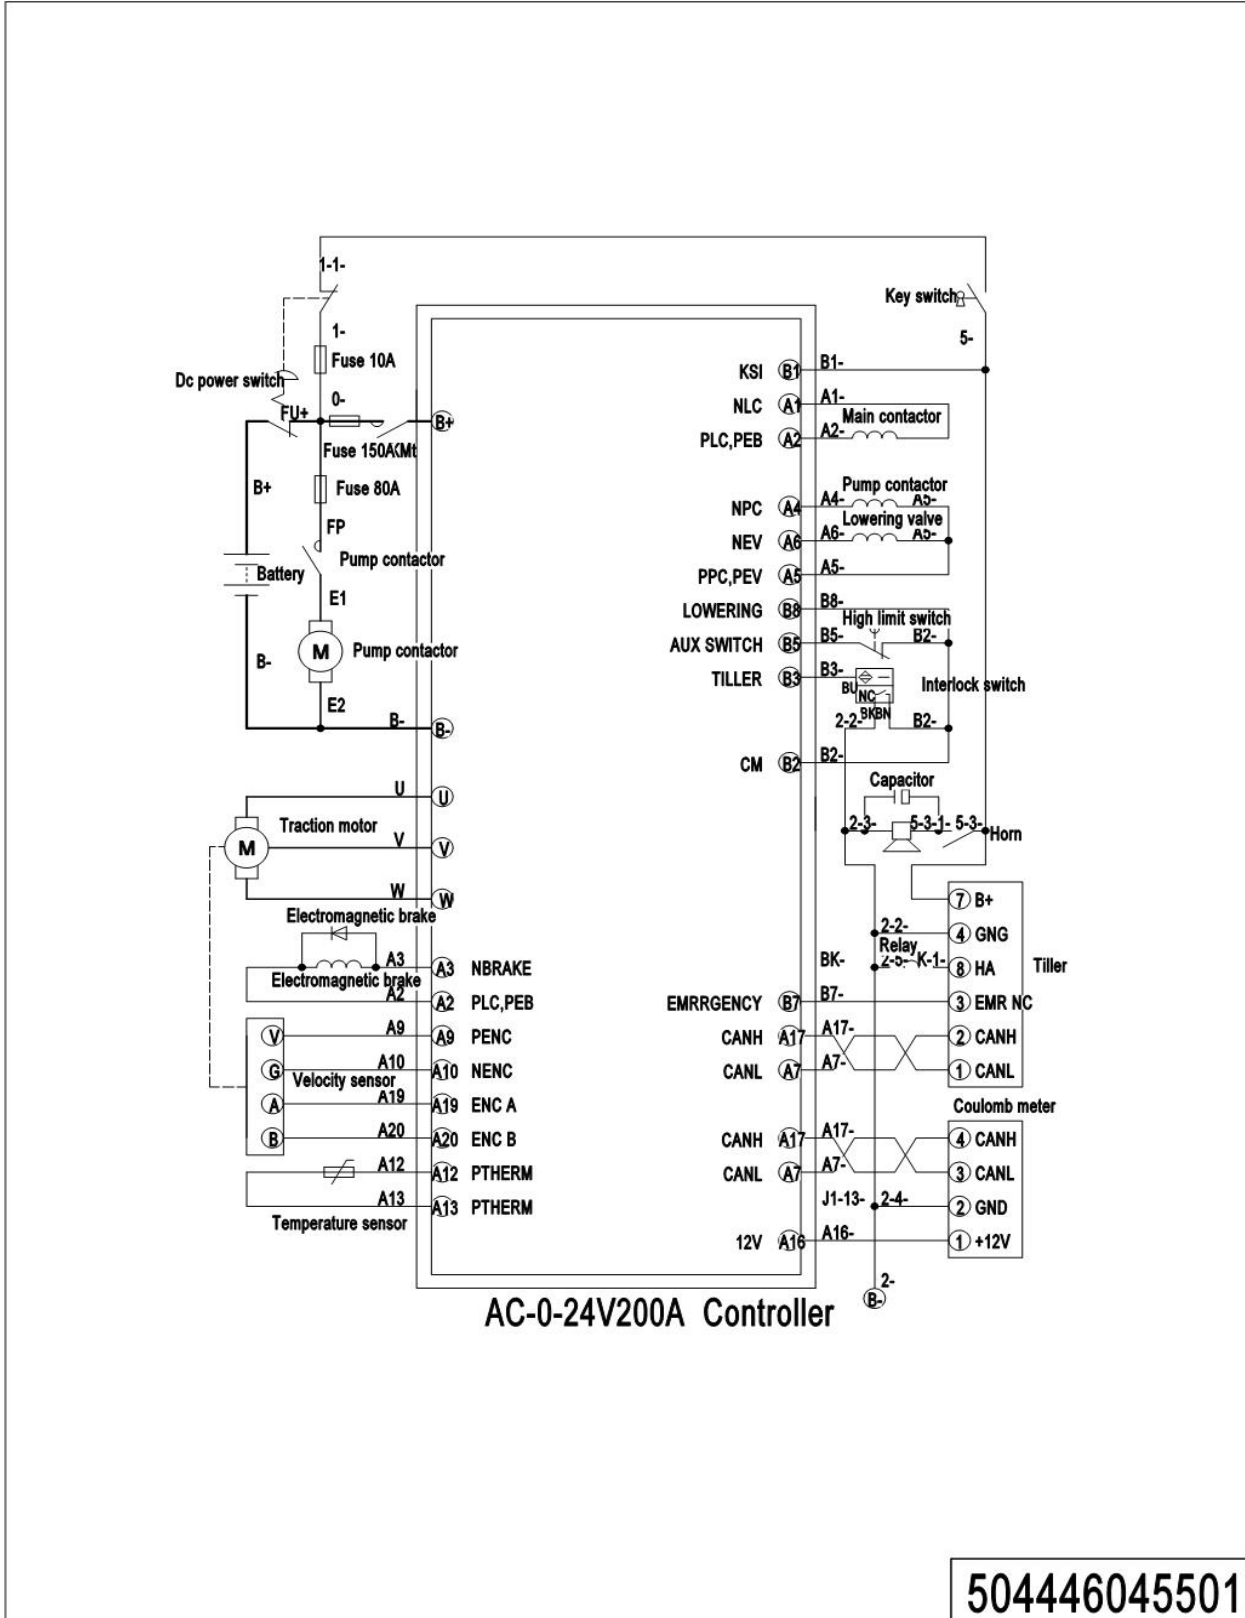 1-1-
Key switch
1-
5-
Fuse 10A
Dc power switch
KSI B1 B1-
0-
FU+
NLC A1 A1-
Main contactor
B+
PLC,PEB A2 A2-
Fuse 150A Mt
B+
Fuse 80A
Pump contactor
NPC A4 A4- A5-
FP
Lowering valve
NEV A6 A6- A5-
Pump contactor
Battery
PPC,PEV A5 A5-
E1
LOWERING B8 B8-
High limit switch
AUX SWITCH B5 B5- B2-
M Pump contactor
B-
TILLER B3 B3-
BU NC
Interlock switch
E2
BKBN
B- B-
2-2- B2-
CM B2 B2-
Capacitor
U U
Traction motor
2-3- 5-3-1- 5-3-
Horn
M
V V
W W
7 B+
Electromagnetic brake
2-2-
4 GNG
Relay
A3 A3 NBRAKE
BK-
2-5- K-1-
8 HA
Tiller
Electromagnetic brake
A2 A2 PLC,PEB
EMRRGENCY B7 B7-
3 EMR NC
V A9 A9 PENC
CANH A17 A17-
2 CANH
G A10 A10 NENC
CANL A7 A7-
1 CANL
Velocity sensor
A A19 A19 ENC A
Coulomb meter
B A20 A20 ENC B
CANH A17 A17-
4 CANH
A12 A12 PTHERM
CANL A7 A7-
3 CANL
A13 A13 PTHERM
J1-13- 2-4-
2 GND
Temperature sensor
12V A16 A16-
1 +12V
2-
B-
AC-0-24V200A Controller
504446045501